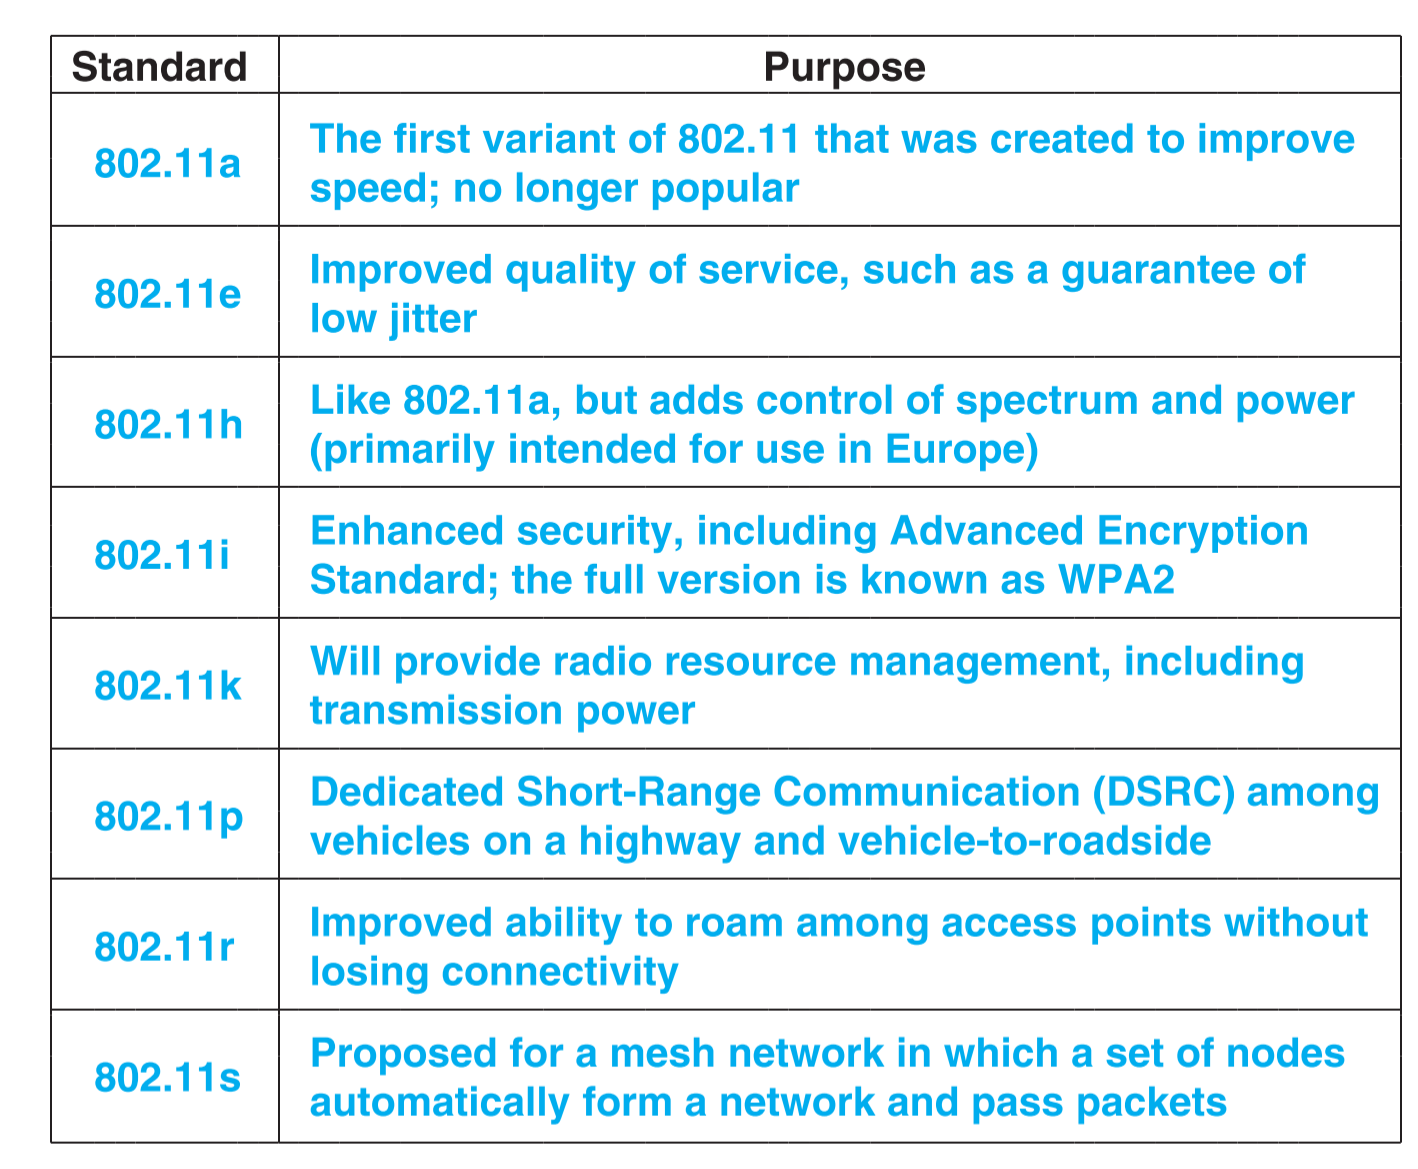 Standard Purpose
802.11a
The first variant of 802.11 that was created to improve
speed; no longer popular
802.11e
Improved quality of service, such as a guarantee of
low jitter
802.11h
Like 802.11a, but adds control of spectrum and power
(primarily intended for use in Europe)
802.11i
Enhanced security, including Advanced Encryption
Standard; the full version is known as WPA2
802.11k
Will provide radio resource management, including
transmission power
802.11p
Dedicated Short-Range Communication (DSRC) among
vehicles on a highway and vehicle-to-roadside
802.11r
Improved ability to roam among access points without
losing connectivity
802.11s
Proposed for a mesh network in which a set of nodes
automatically form a network and pass packets